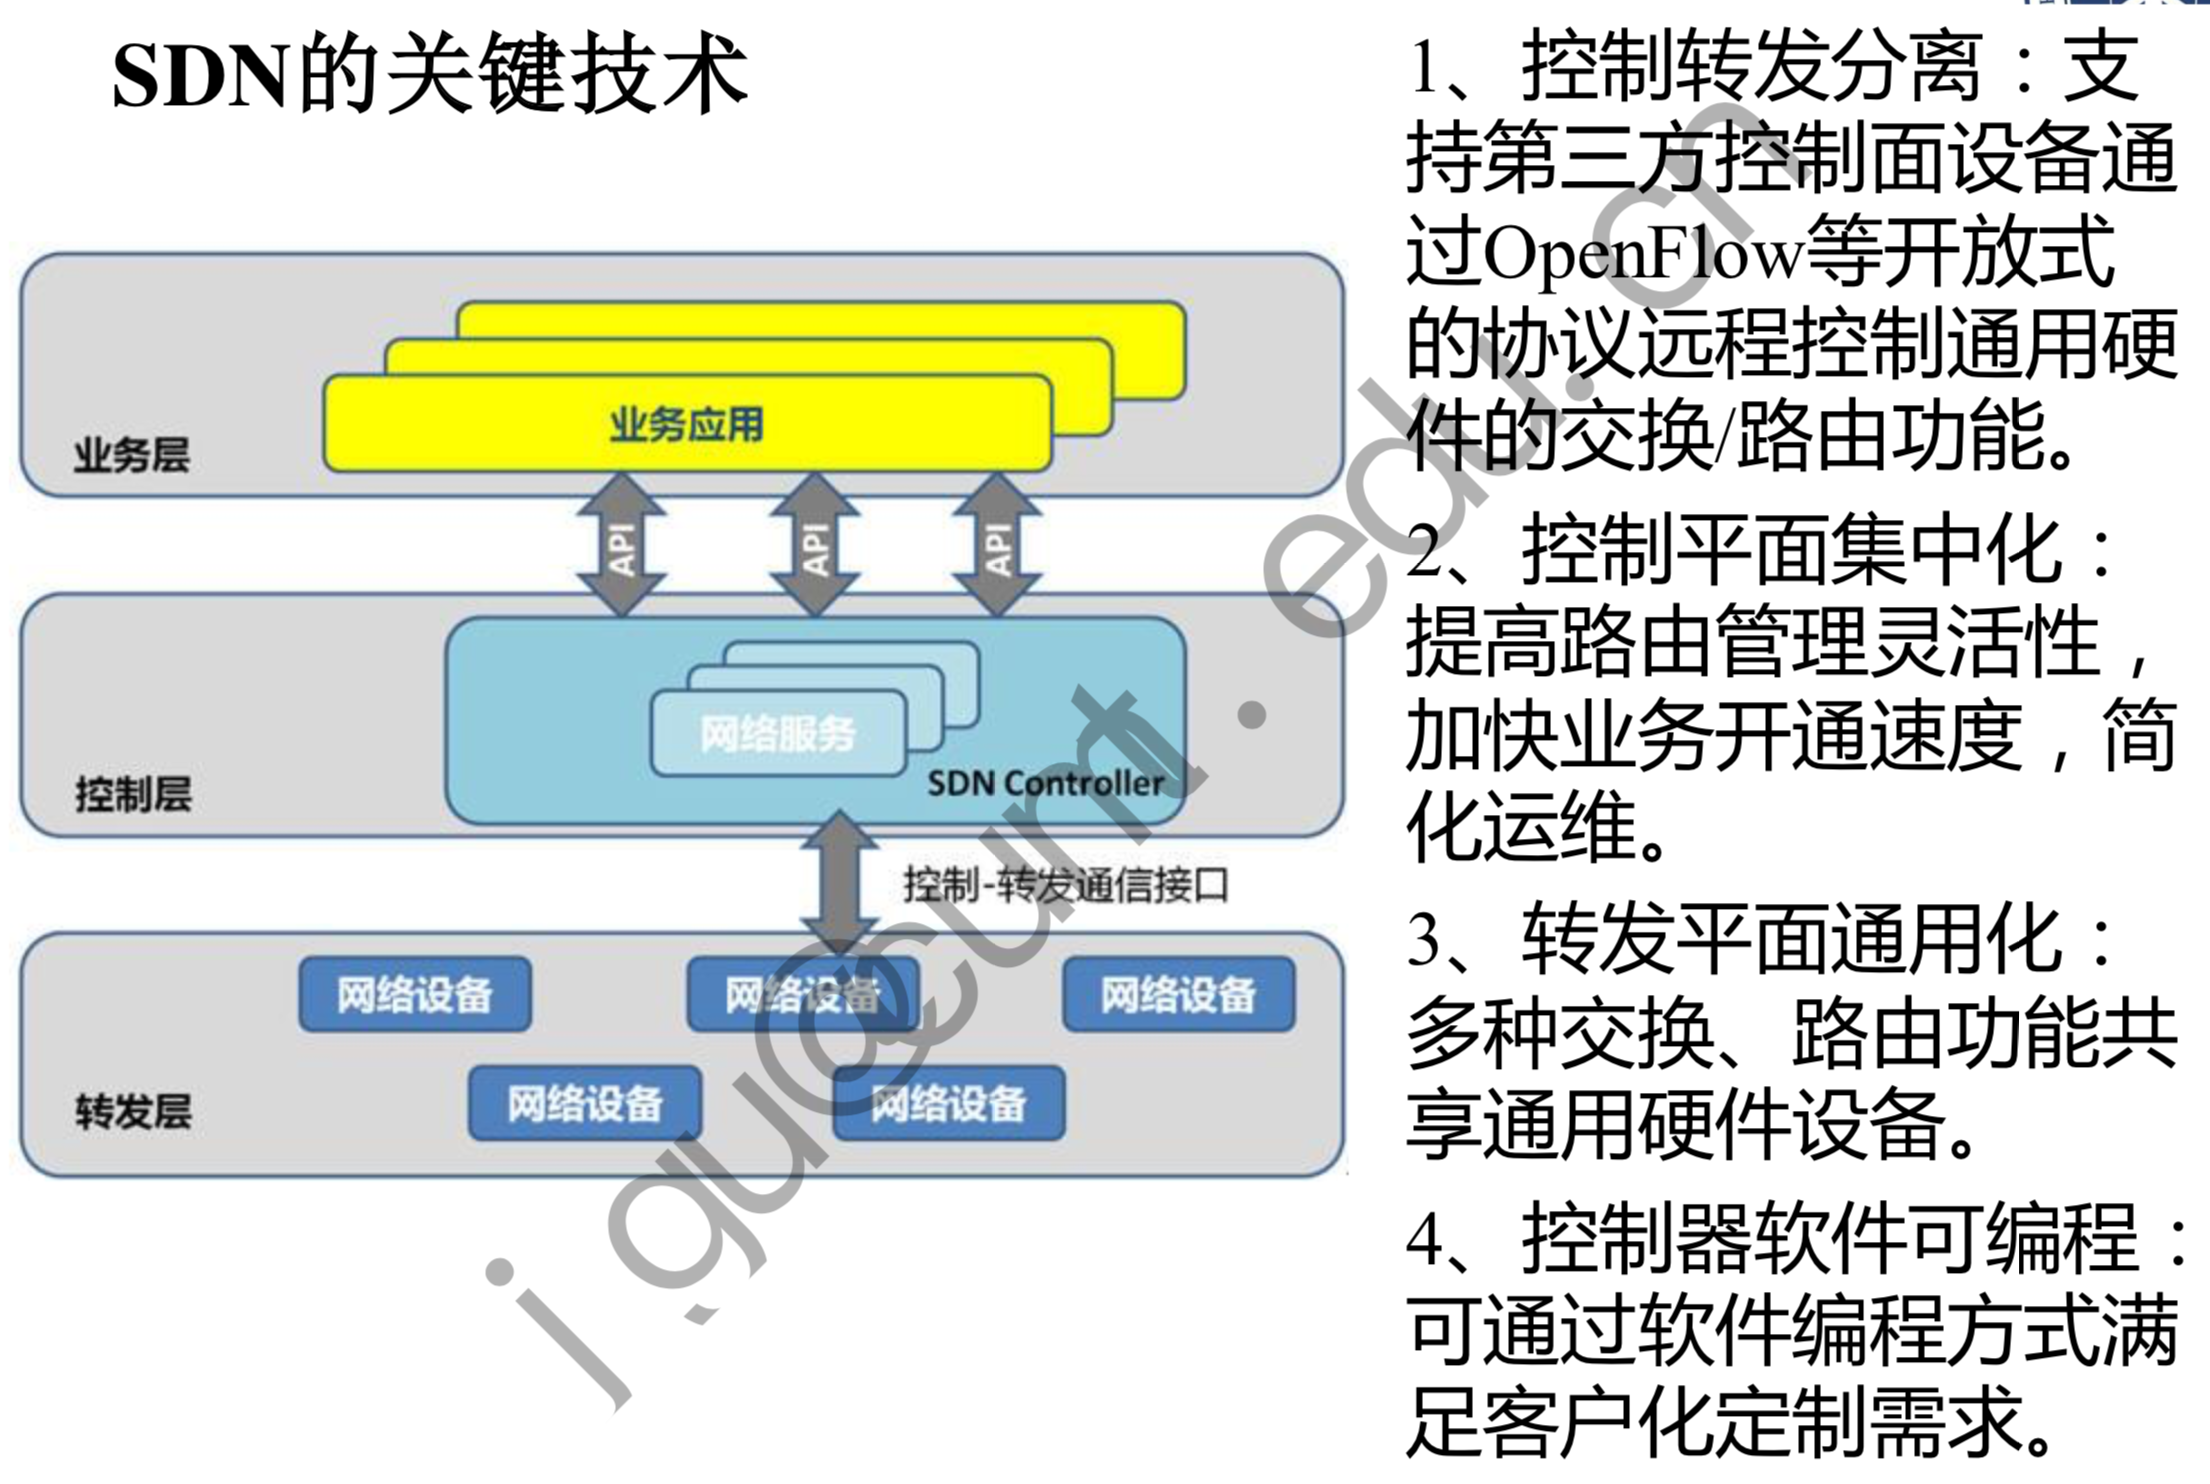 SDN的关键技术
业务应用
业务层
API
API
API
网络服务
SDN Controller
控制层
控制-转发通信接口
网络设备
网络设备
网络设备
网络设备
网络设备
转发层
1、控制转发分离：支
持第三方控制面设备通
过OpenFlow等开放式
的协议远程控制通用硬
件的交换/路由功能。
2、控制平面集中化：
提高路由管理灵活性，
加快业务开通速度，简
化运维。
3、转发平面通用化：
多种交换、路由功能共
享通用硬件设备。
4、控制器软件可编程：
可通过软件编程方式满
足客户化定制需求。
jqu@cumt.edu.cn